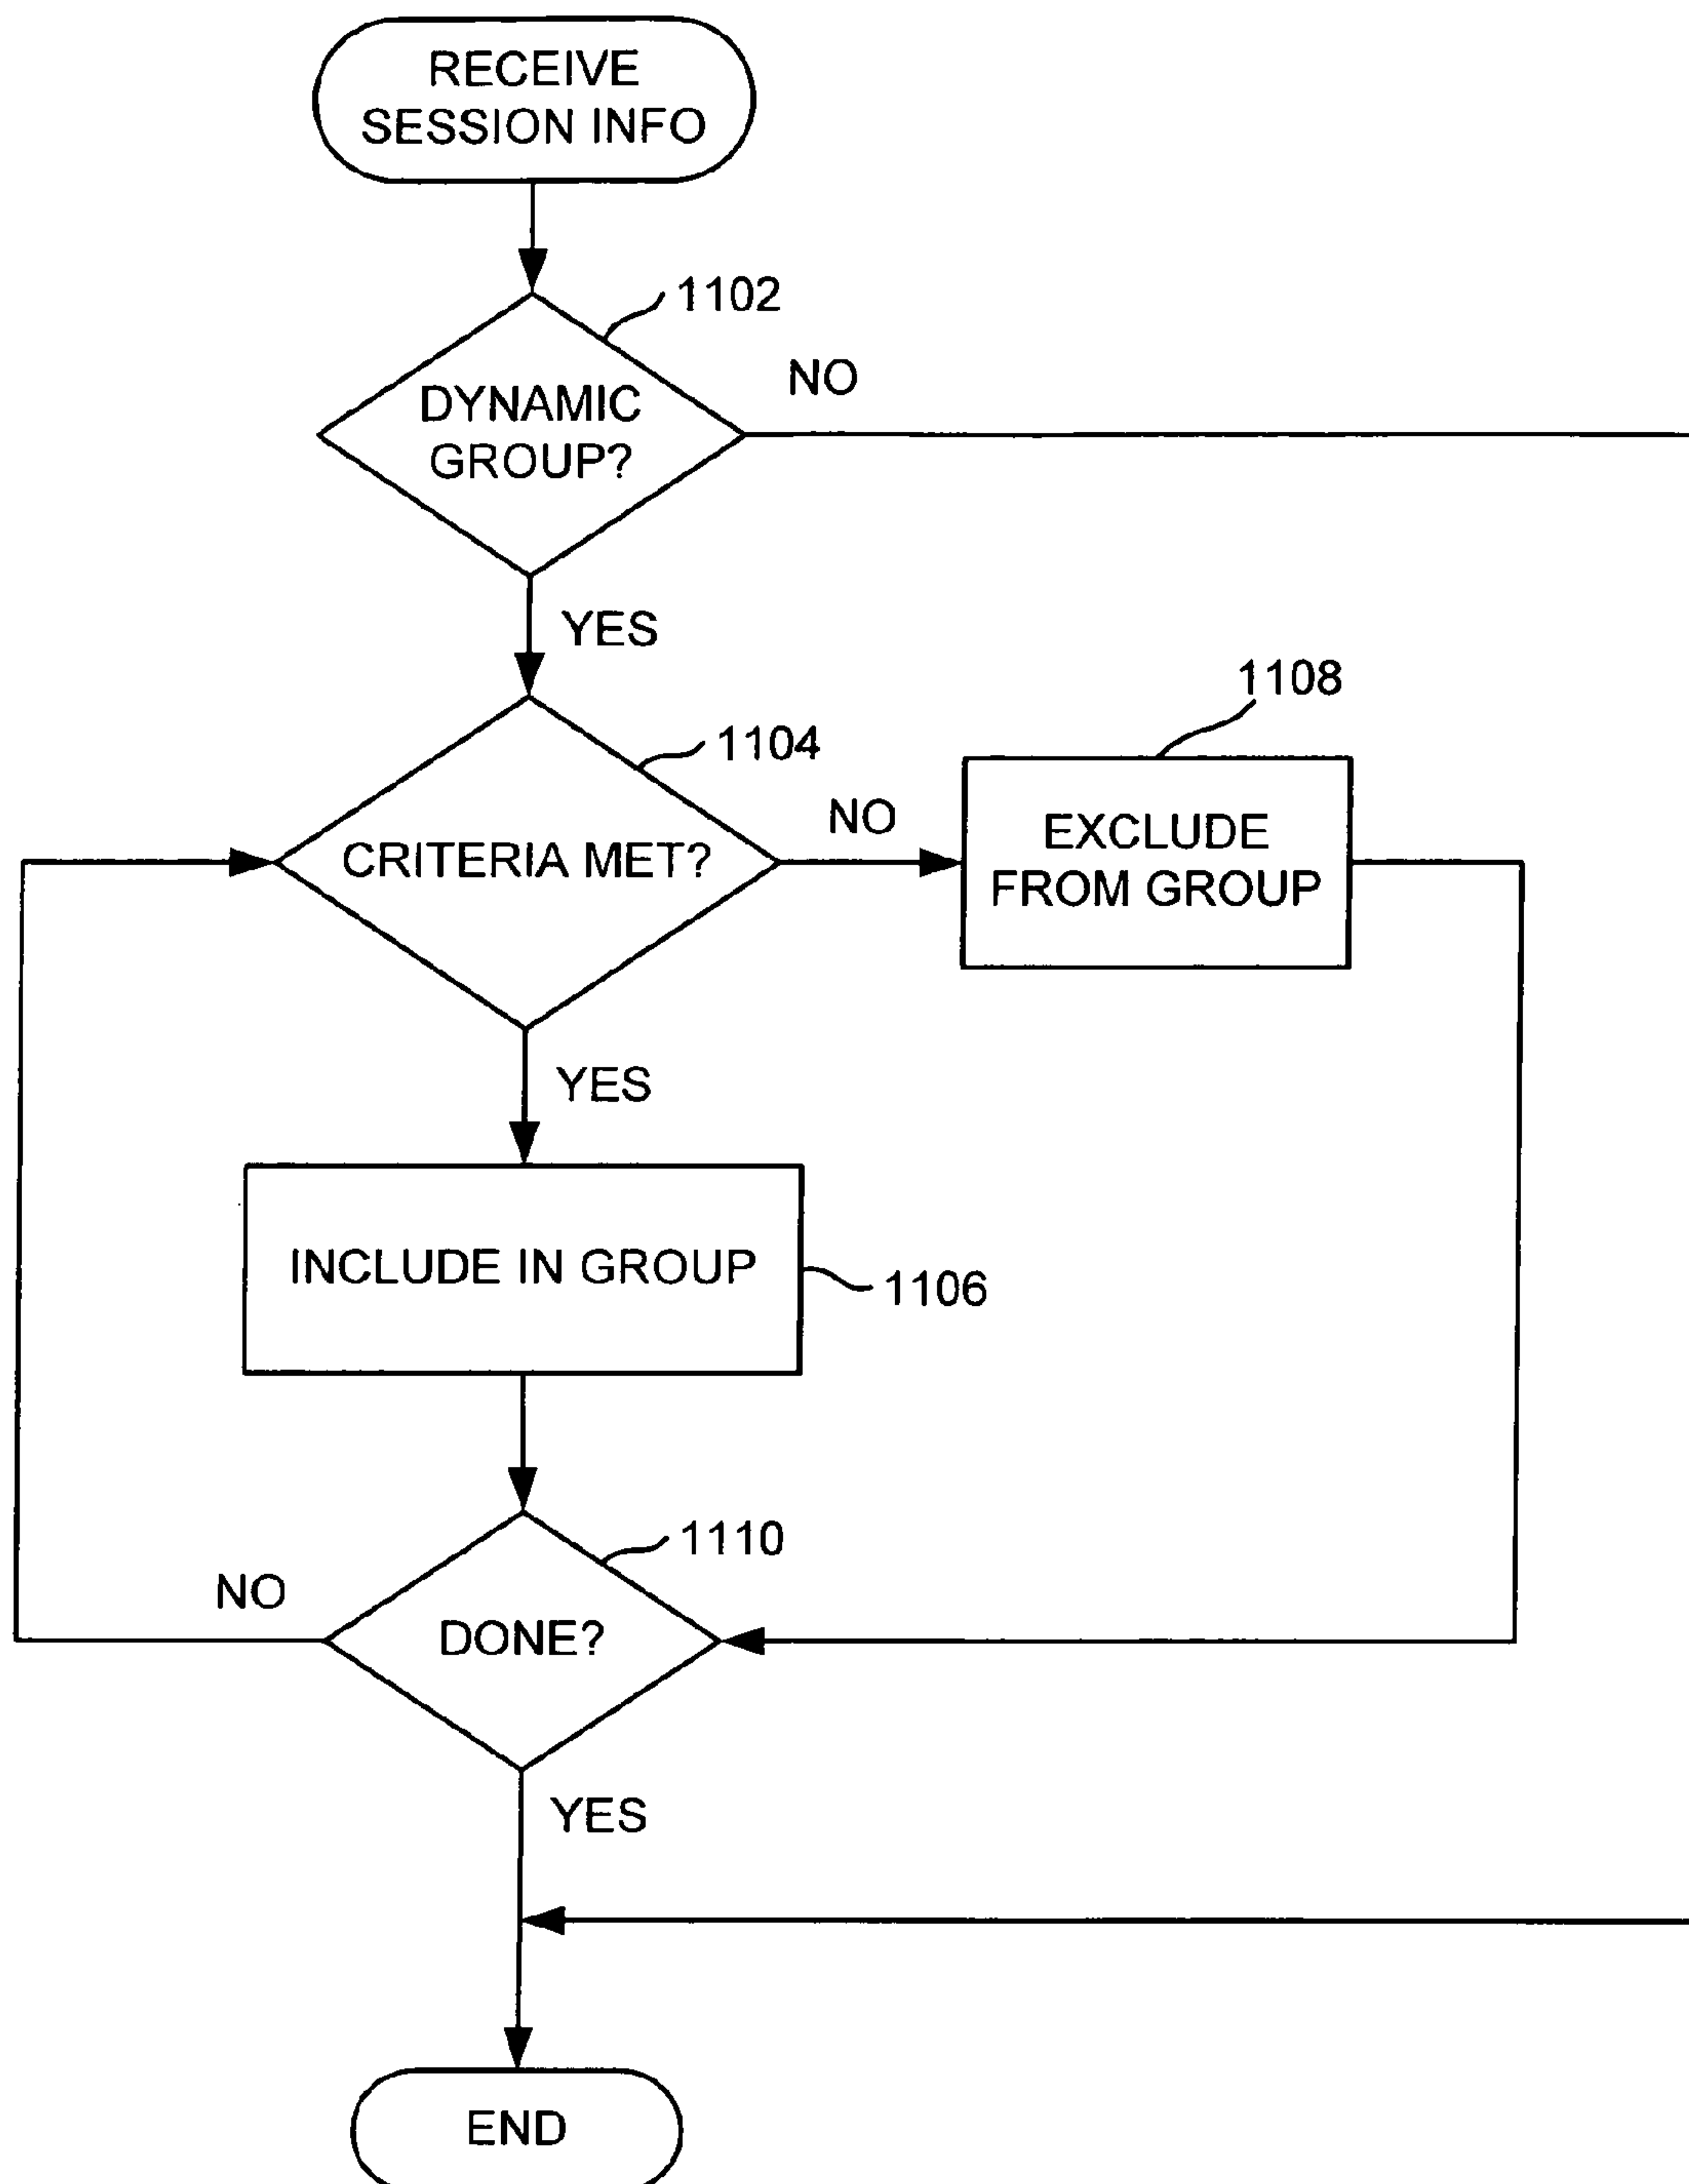 RECEIVE
SESSION INFO
1102
NO
DYNAMIC
GROUP?
YES
1108
1104
NO
EXCLUDE
FROM GROUP
CRITERIA MET?
YES
INCLUDE IN GROUP
1106
1110
NO
DONE?
YES
END